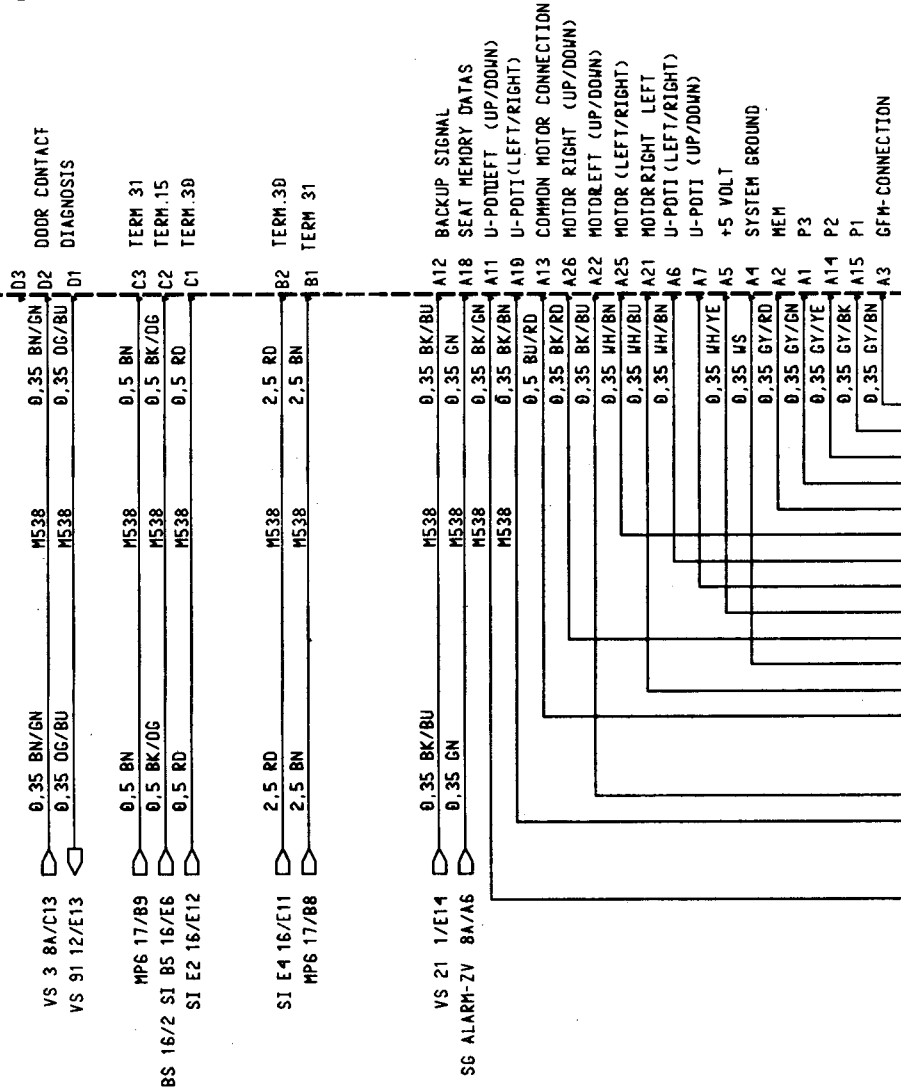 D3
D2 DOOR CONTACT
D1 DIAGNOSIS
C3 TERM 31
C2 TERM.15
C1 TERM.30
B2 TERM.30
B1 TERM 31
A12 BACKUP SIGNAL
A18 SEAT MEMORY DATAS
A11 (UP/DOWN)
A10 U-POTI(LEFT/RIGHT)
A13 COMMON MOTOR CONNECTION
A26 MOTOR RIGHT (UP/DOWN)
A22 MOTORLEFT (UP/DOWN)
A25 MOTOR (LEFT/RIGHT)
A21 MOTORRIGHT LEFT
A6 U-POTI (LEFT/RIGHT)
A7 U-POTI (UP/DOWN)
A5 +5 VOLT
A4 SYSTEM GROUND
A2 MEM
A1 P3
A14 P2
A15 P1
A3 GFM-CONNECTION
0,35 BN/GN
0,35 OG/BU
0,5 BN
0,5 BK/OG
0,5 RD
2,5 RD
2,5 BN
0,35 BK/BU
0,35 GN
0,35 BK/GN
0,35 BK/BN
0,5 BU/RD
0,35 BK/RD
0,35 BK/BU
0,35 WH/BN
0,35 WH/BU
0,35 WH/BN
0,35 WH/YE
0,35 WS
0,35 GY/RD
0,35 GY/GN
0,35 GY/YE
0,35 GY/BK
0,35 GY/BN
M538
M538
M538
M538
M538
M538
M538
M538
M538
M538
M538
0,35 BN/GN
0,35 OG/BU
0,5 BN
0,5 BK/OG
0,5 RD
2,5 RD
2,5 BN
0,35 BK/BU
0,35 GN
VS 3 8A/C13
VS 91 12/E13
MPG 17/B9
BS 16/2 SI B5 16/E6
SI E2 16/E12
SI E4 16/E11
MPG 17/B8
VS 21 1/E14
SG ALARM-ZV 8A/A6